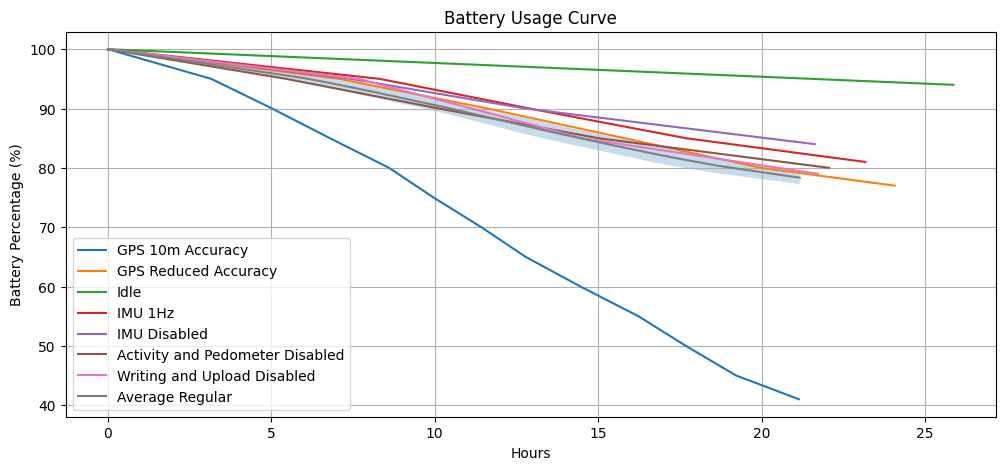 Battery Usage Curve
Battery Percentage (%)
100
90
80
70
60
50
40
GPS 10m Accuracy
GPS Reduced Accuracy
Idle
IMU 1Hz
IMU Disabled
Activity and Pedometer Disabled
Writing and Upload Disabled
Average Regular
0 5 10 15 20 25
Hours